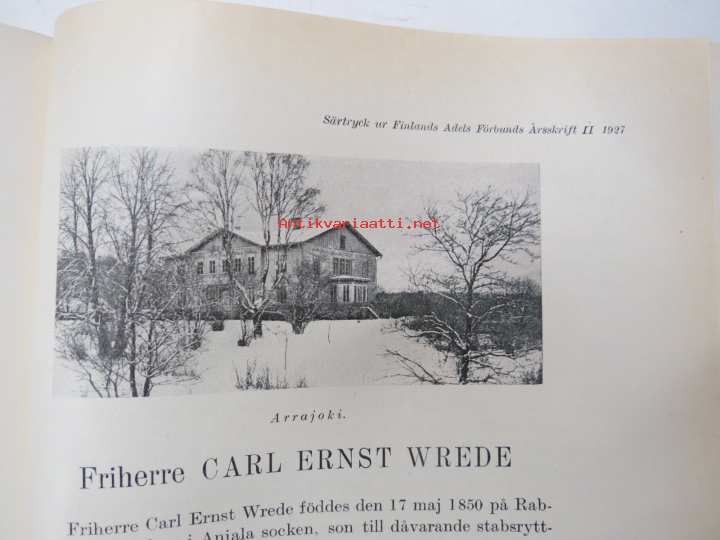 Särtryck ur Finlands Adels Förbunds Årsskrift II 1927
Antikvariaatti.net
Arrajoki.
Friherre CARL ERNST WREDE
Friherre Carl Ernst Wrede föddes den 17 maj 1850 på Rab-
i Anjala socken, son till dåvarande stabsrytt-